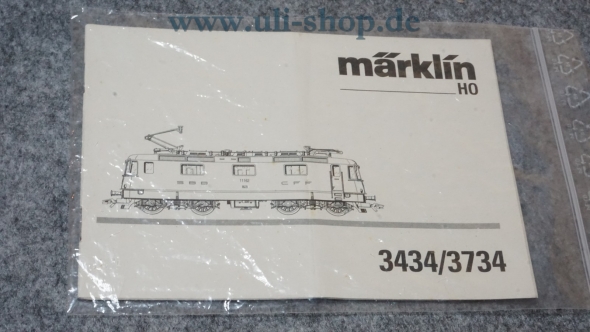 www.uli-shop.de
märklin
HO
SBB CFF
3434/3734